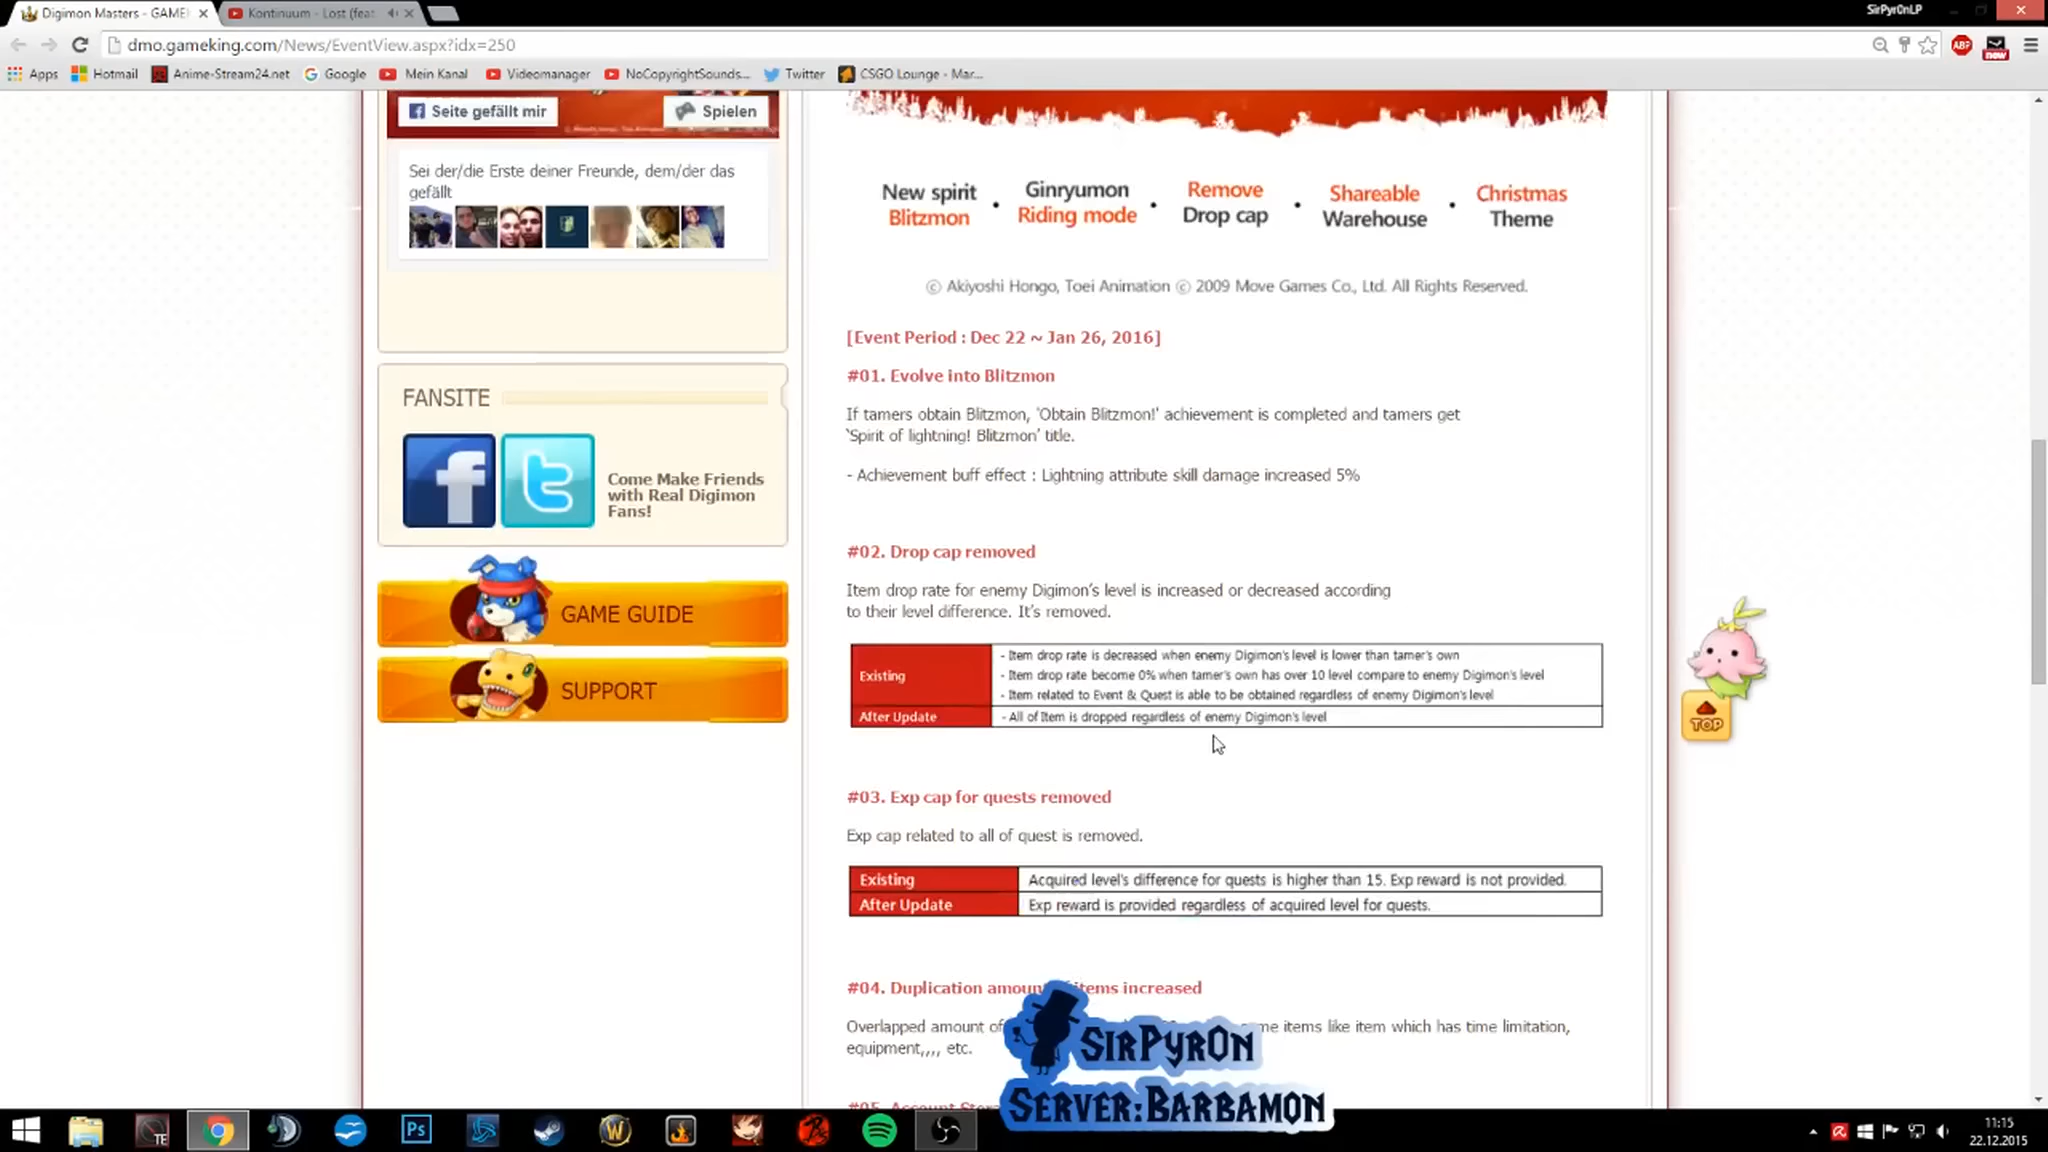 Digimon Masters - GAME
Kontinuum - Lost (feat
SirPyr0nLP
dmo.gameking.com/News/EventView.aspx?idx=250
ABP
new
Apps
Hotmail
Anime-Stream24.net
Google
Mein Kanal
Videomanager
NoCopyrightSounds...
Twitter
CSGO Lounge - Mar...
Seite gefällt mir
Spielen
Sei der/die Erste deiner Freunde, dem/der das
gefällt
FANSITE
Come Make Friends
with Real Digimon
Fans!
GAME GUIDE
SUPPORT
New spirit
Blitzmon
Ginryumon
Riding mode
Remove
Drop cap
Shareable
Warehouse
Christmas
Theme
© Akiyoshi Hongo, Toei Animation © 2009 Move Games Co., Ltd. All Rights Reserved.
[Event Period : Dec 22 ~ Jan 26, 2016]
#01. Evolve into Blitzmon
If tamers obtain Blitzmon, 'Obtain Blitzmon!' achievement is completed and tamers get
'Spirit of lightning! Blitzmon' title.
- Achievement buff effect : Lightning attribute skill damage increased 5%
#02. Drop cap removed
Item drop rate for enemy Digimon's level is increased or decreased according
to their level difference. It's removed.
Existing
- Item drop rate is decreased when enemy Digimon's level is lower than tamer's own
- Item drop rate become 0% when tamer's own has over 10 level compare to enemy Digimon's level
- Item related to Event & Quest is able to be obtained regardless of enemy Digimon's level
After Update
- All of Item is dropped regardless of enemy Digimon's level
TOP
#03. Exp cap for quests removed
Exp cap related to all of quest is removed.
Existing
Acquired level's difference for quests is higher than 15. Exp reward is not provided.
After Update
Exp reward is provided regardless of acquired level for quests.
#04. Duplication amoun items increased
Overlapped amount of me items like item which has time limitation,
equipment,,,, etc.
SirPyr0n
Server:Barbamon
#05. Account Stor
TE
Ps
11:15
22.12.2015